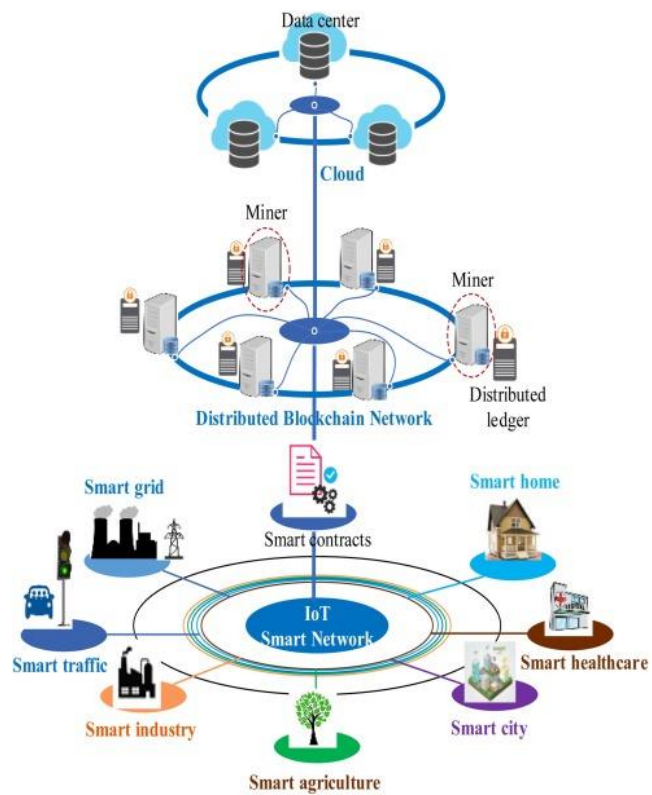 Data center
Cloud
Miner
Miner
Distributed
ledger
Distributed Blockchain Network
Smart grid
Smart home
Smart contracts
IoT
Smart Network
Smart traffic
Smart healthcare
Smart industry
Smart city
Smart agriculture